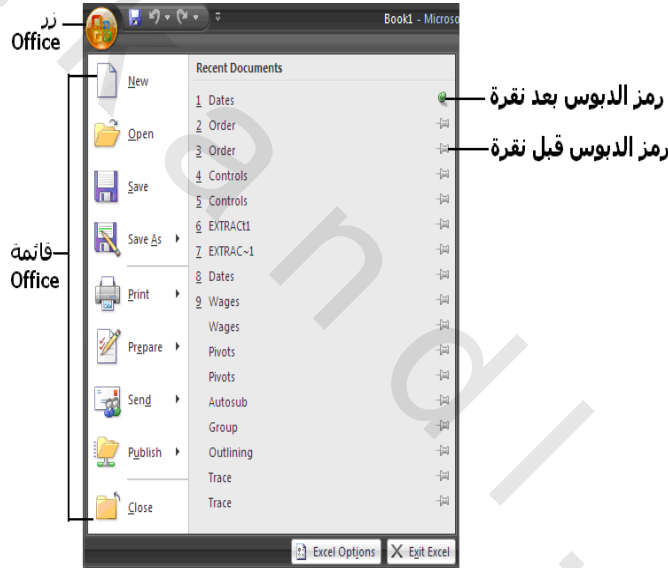 زر
Office
Book1 - Microso
Recent Documents
New
Open
Save
Save As
Print
Prepare
Send
Publish
Close
1 Dates
2 Order
3 Order
4 Controls
5 Controls
6 EXTRACt1
7 EXTRAC~1
8 Dates
9 Wages
Wages
Pivots
Pivots
Autosub
Group
Outlining
Trace
Trace
Excel Options
Exit Excel
رمز الدبوس بعد نقرة
رمز الدبوس قبل نقرة
قائمة
Office